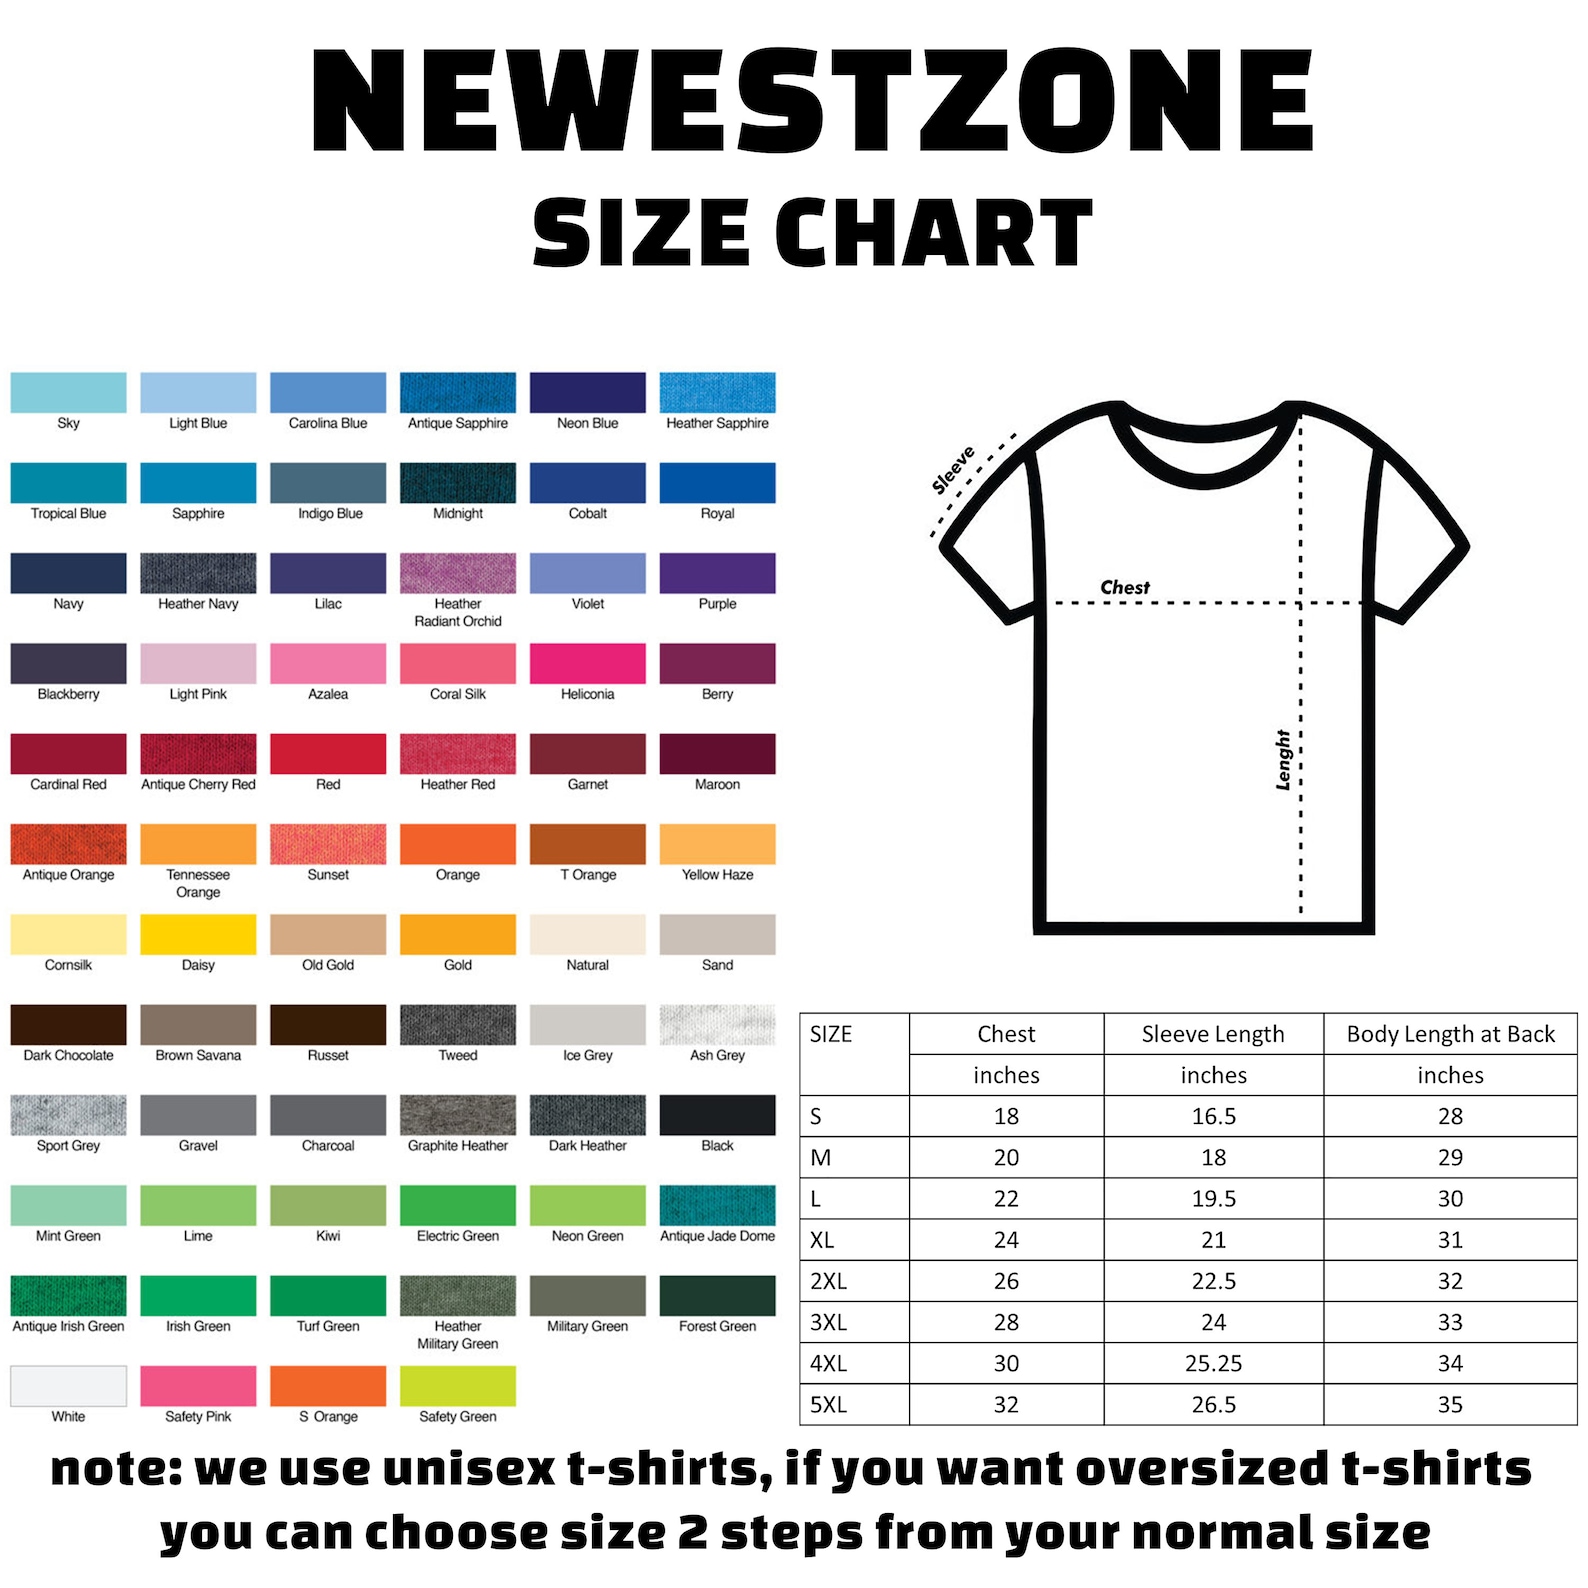 NEWESTZONE
SIZE CHART
Sky Light Blue Carolina Blue Antique Sapphire Neon Blue Heather Sapphire
Tropical Blue Sapphire Indigo Blue Midnight Cobalt Royal
Navy Heather Navy Lilac Heather Violet Purple
Radiant Orchid
Blackberry Light Pink Azalea Coral Silk Heliconia Berry
Cardinal Red Antique Cherry Red Red Heather Red Garnet Maroon
Antique Orange Tennessee Sunset Orange T Orange Yellow Haze
Orange
Cornsilk Daisy Old Gold Gold Natural Sand
Dark Chocolate Brown Savana Russet Tweed Ice Grey Ash Grey
Sport Grey Gravel Charcoal Graphite Heather Dark Heather Black
Mint Green Lime Kiwi Electric Green Neon Green Antique Jade Dome
Antique Irish Green Irish Green Turf Green Heather Military Green Forest Green
Military Green
White Safety Pink S Orange Safety Green
Sleeve
Chest
Lenght
SIZE Chest Sleeve Length Body Length at Back
inches inches inches
S 18 16.5 28
M 20 18 29
L 22 19.5 30
XL 24 21 31
2XL 26 22.5 32
3XL 28 24 33
4XL 30 25.25 34
5XL 32 26.5 35
note: we use unisex t-shirts, if you want oversized t-shirts
you can choose size 2 steps from your normal size